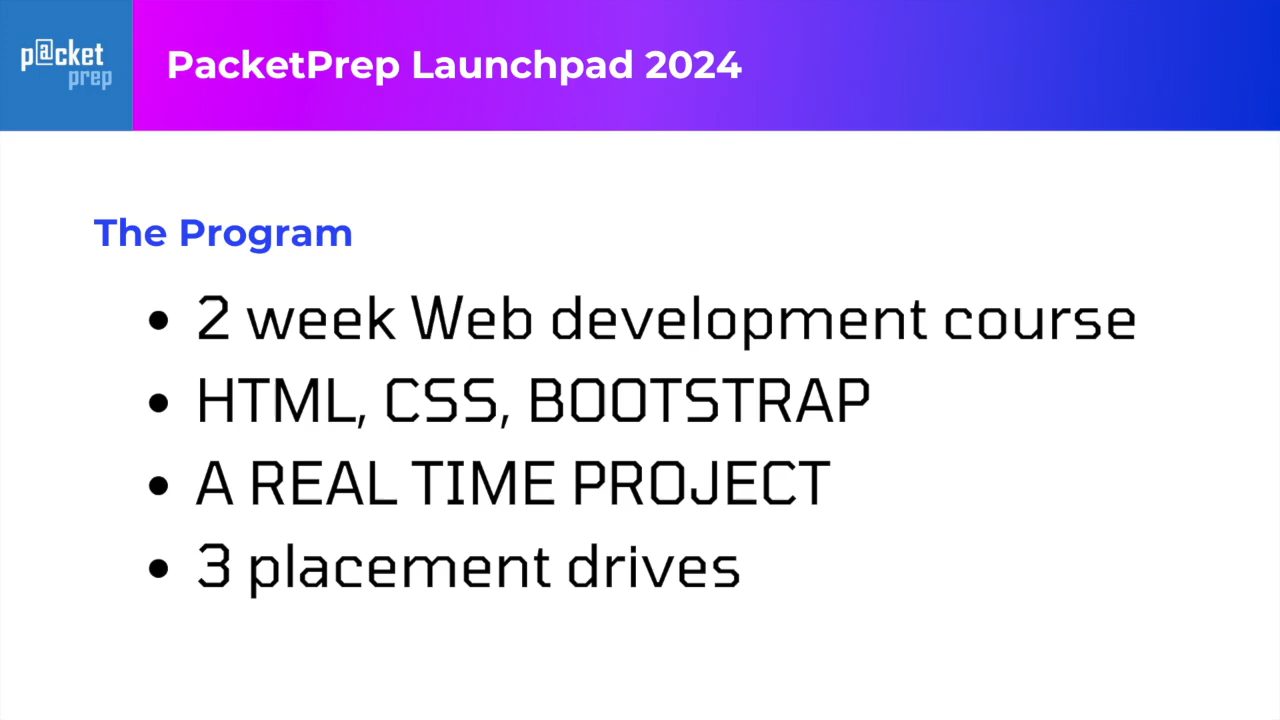 p@cket
prep
PacketPrep Launchpad 2024
The Program
• 2 week Web development course
• HTML, CSS, BOOTSTRAP
• A REAL TIME PROJECT
• 3 placement drives